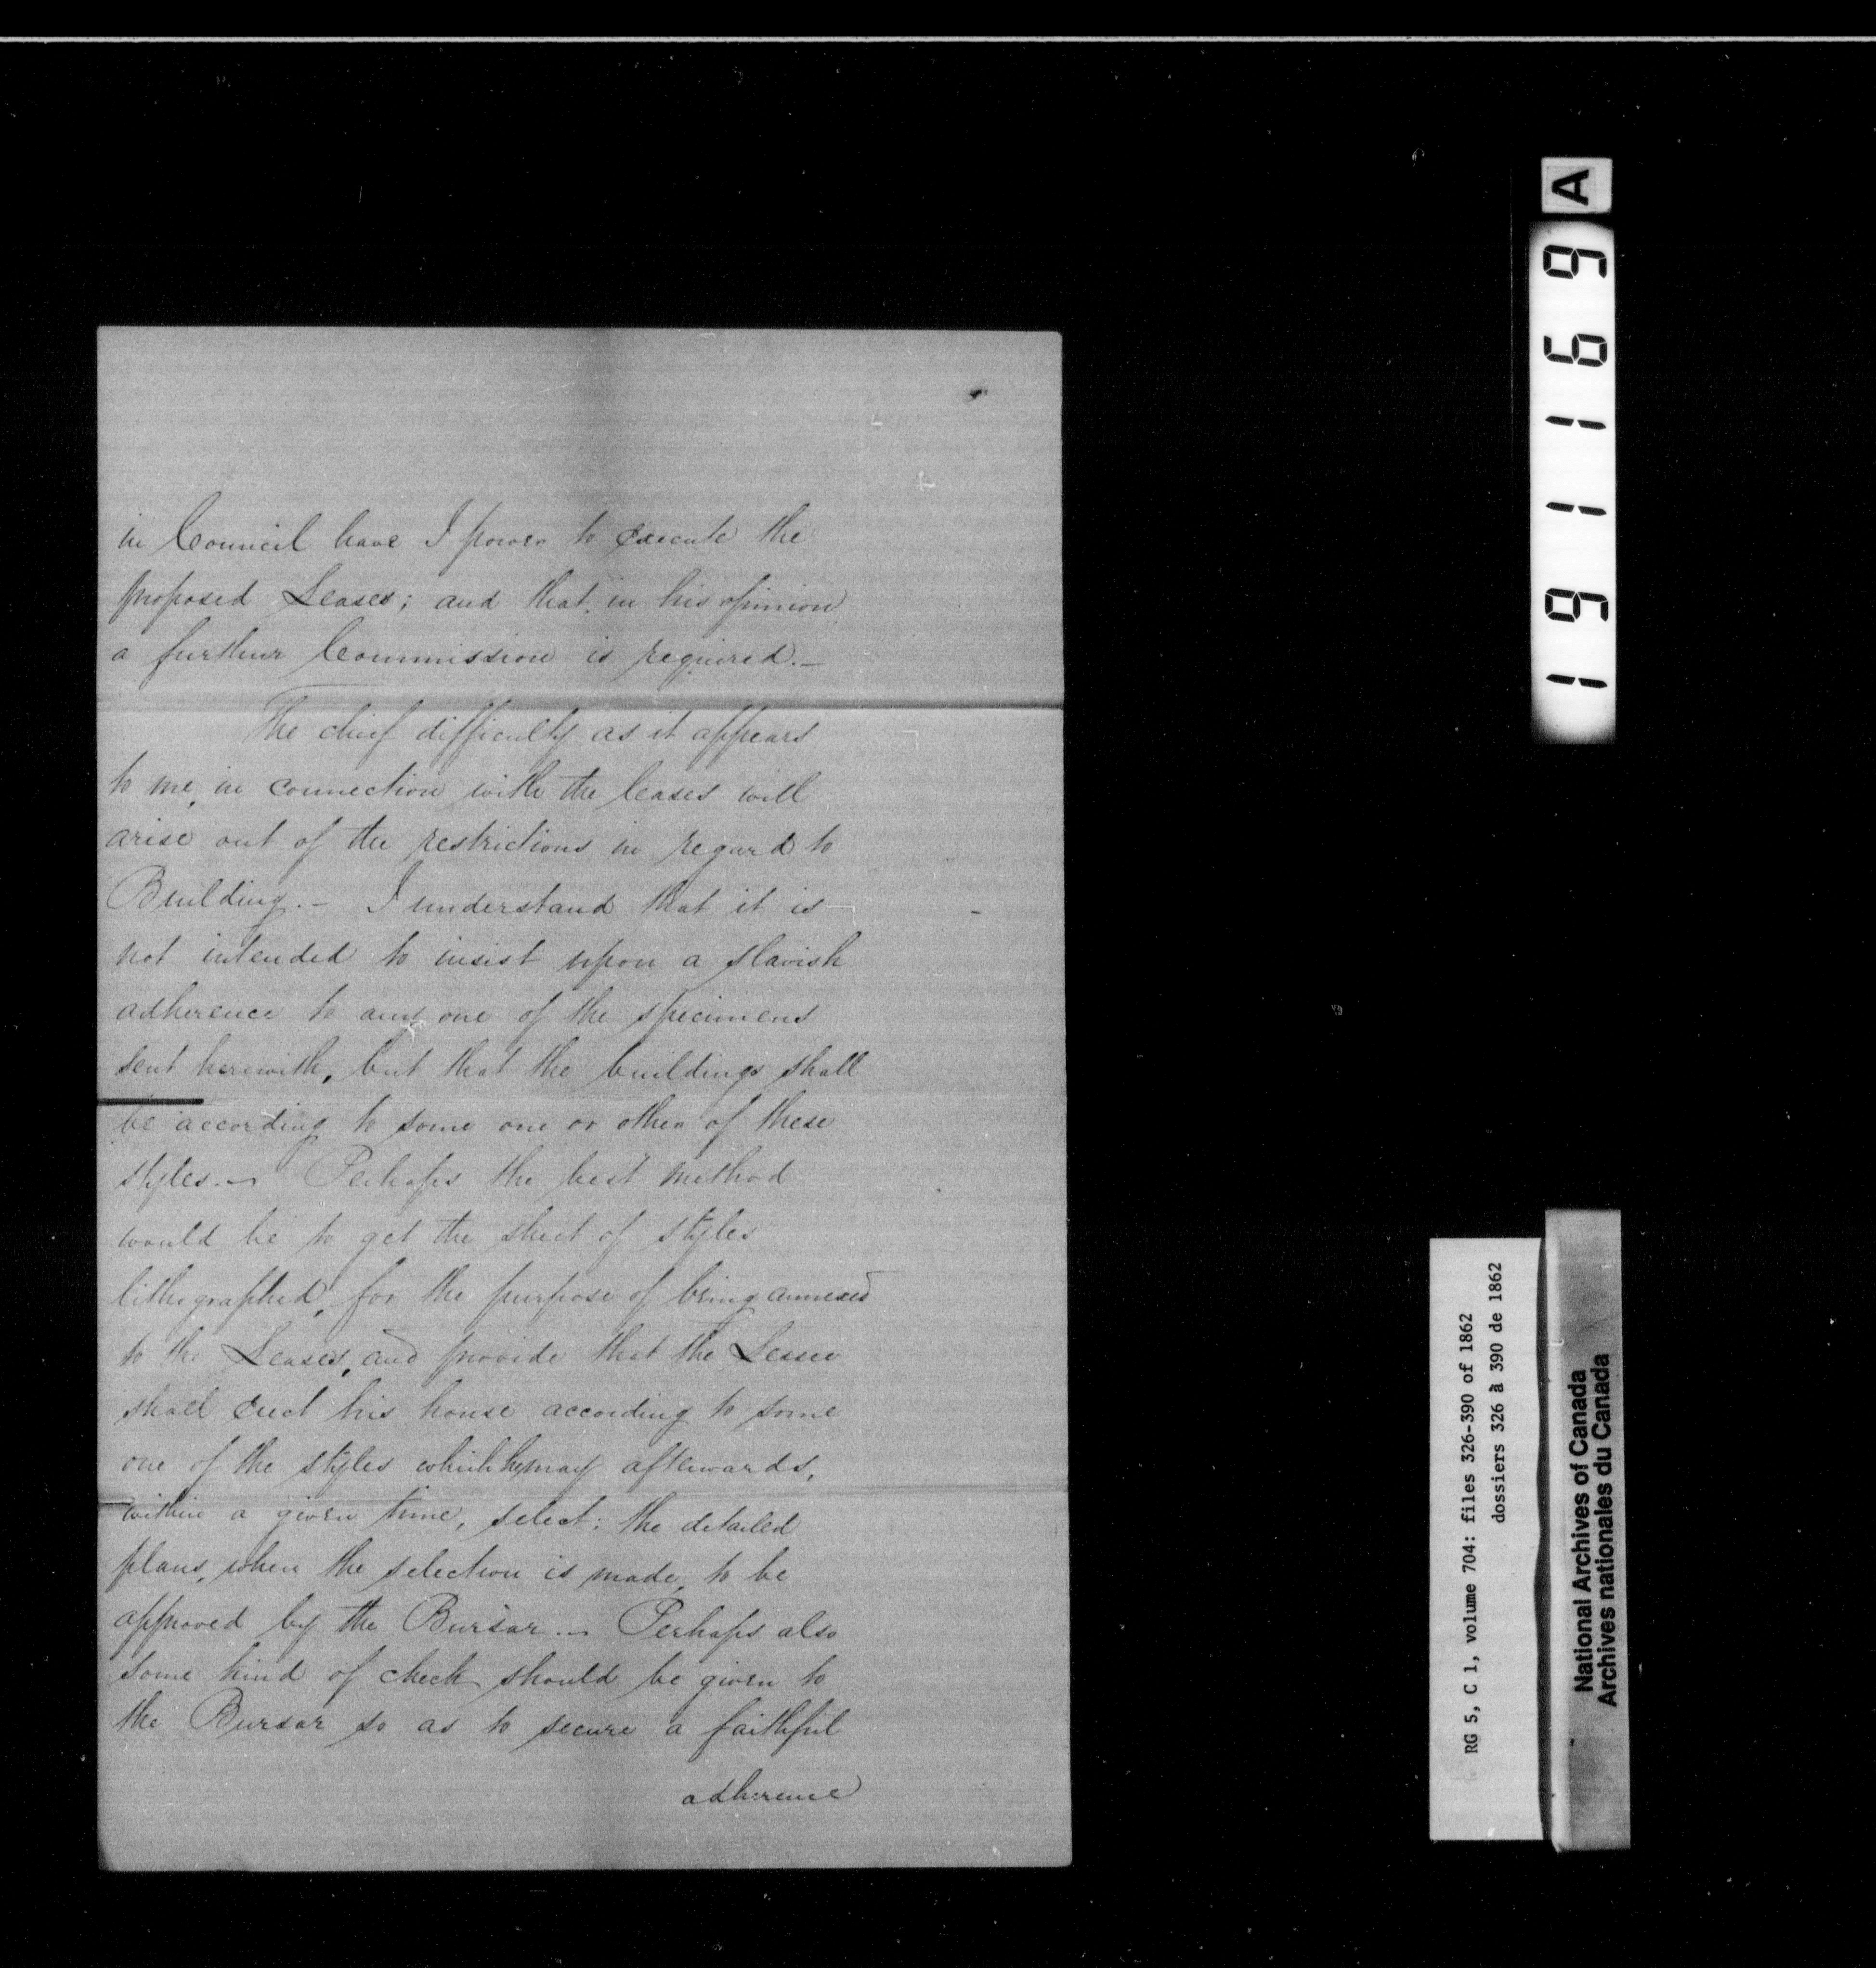 in Council have I power to execute the
proposed Leases; and that, in his opinion,
a further Commission is required.—
The chief difficulty as it appears
to me, in connection with the leases will
arise out of the restrictions in regard to
Building.— I understand that it is
not intended to insist upon a slavish
adherence to any one of the specimens
sent herewith, but that the buildings shall
be according to some one or other of these
styles.— Perhaps the best method
would be to get the sheet of styles
lithographed, for the purpose of being annexed
to the Leases, and provide that the Lessee
shall erect his house according to some
one of the styles which he may afterwards,
within a given time, select: the detailed
plans, when the selection is made, to be
approved by the Bursar.— Perhaps also
some kind of check should be given to
the Bursar so as to secure a faithful
adherence
191169 A
RG 5, C 1, volume 704: files 326-390 of 1862
dossiers 326 à 390 de 1862
National Archives of Canada
Archives nationales du Canada